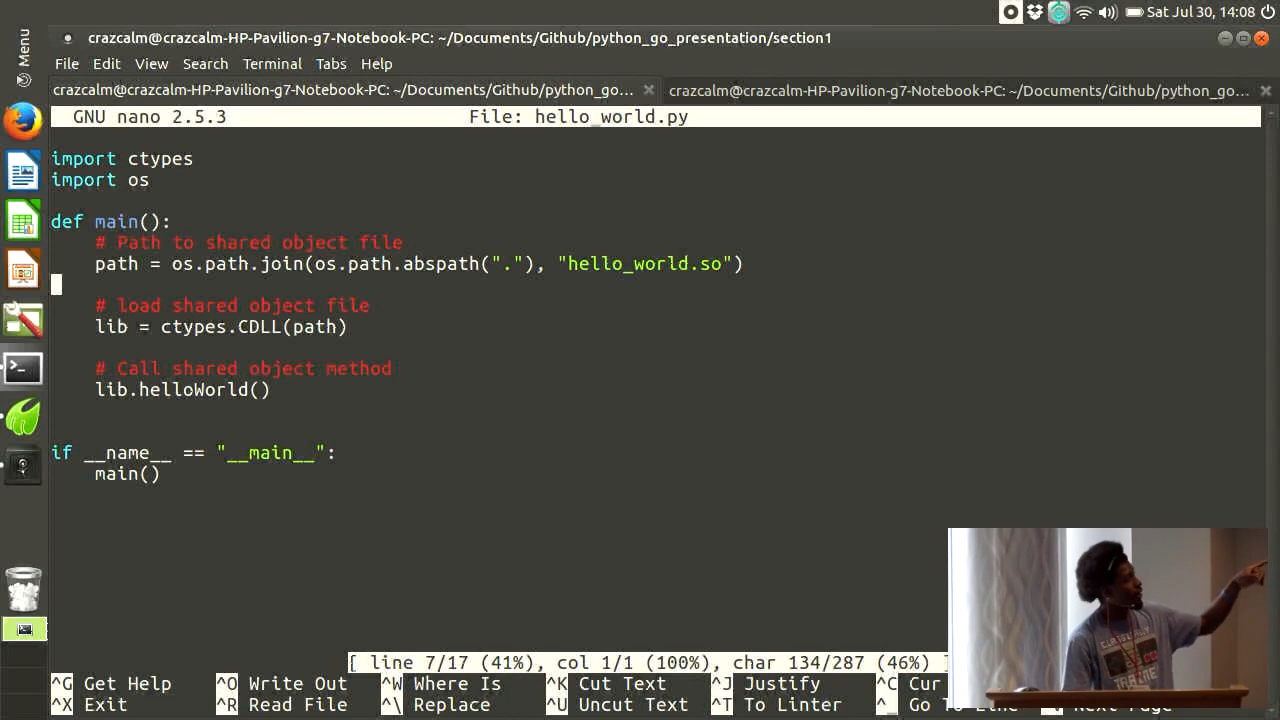 Sat Jul 30, 14:08
Menu
crazcalm@crazcalm-HP-Pavilion-g7-Notebook-PC: ~/Documents/Github/python_go_presentation/section1
File Edit View Search Terminal Tabs Help
crazcalm@crazcalm-HP-Pavilion-g7-Notebook-PC: ~/Documents/Github/python_go... crazcalm@crazcalm-HP-Pavilion-g7-Notebook-PC: ~/Documents/Github/python_go...
GNU nano 2.5.3 File: hello_world.py
import ctypes
import os
def main():
# Path to shared object file
path = os.path.join(os.path.abspath("."), "hello_world.so")
# load shared object file
lib = ctypes.CDLL(path)
# Call shared object method
lib.helloWorld()
if __name__ == "__main__":
main()
[ line 7/17 (41%), col 1/1 (100%), char 134/287 (46%) ]
^G Get Help ^O Write Out ^W Where Is ^K Cut Text ^J Justify ^C Cur
^X Exit ^R Read File ^\ Replace ^U Uncut Text ^T To Linter ^_ Go To Line Next Page